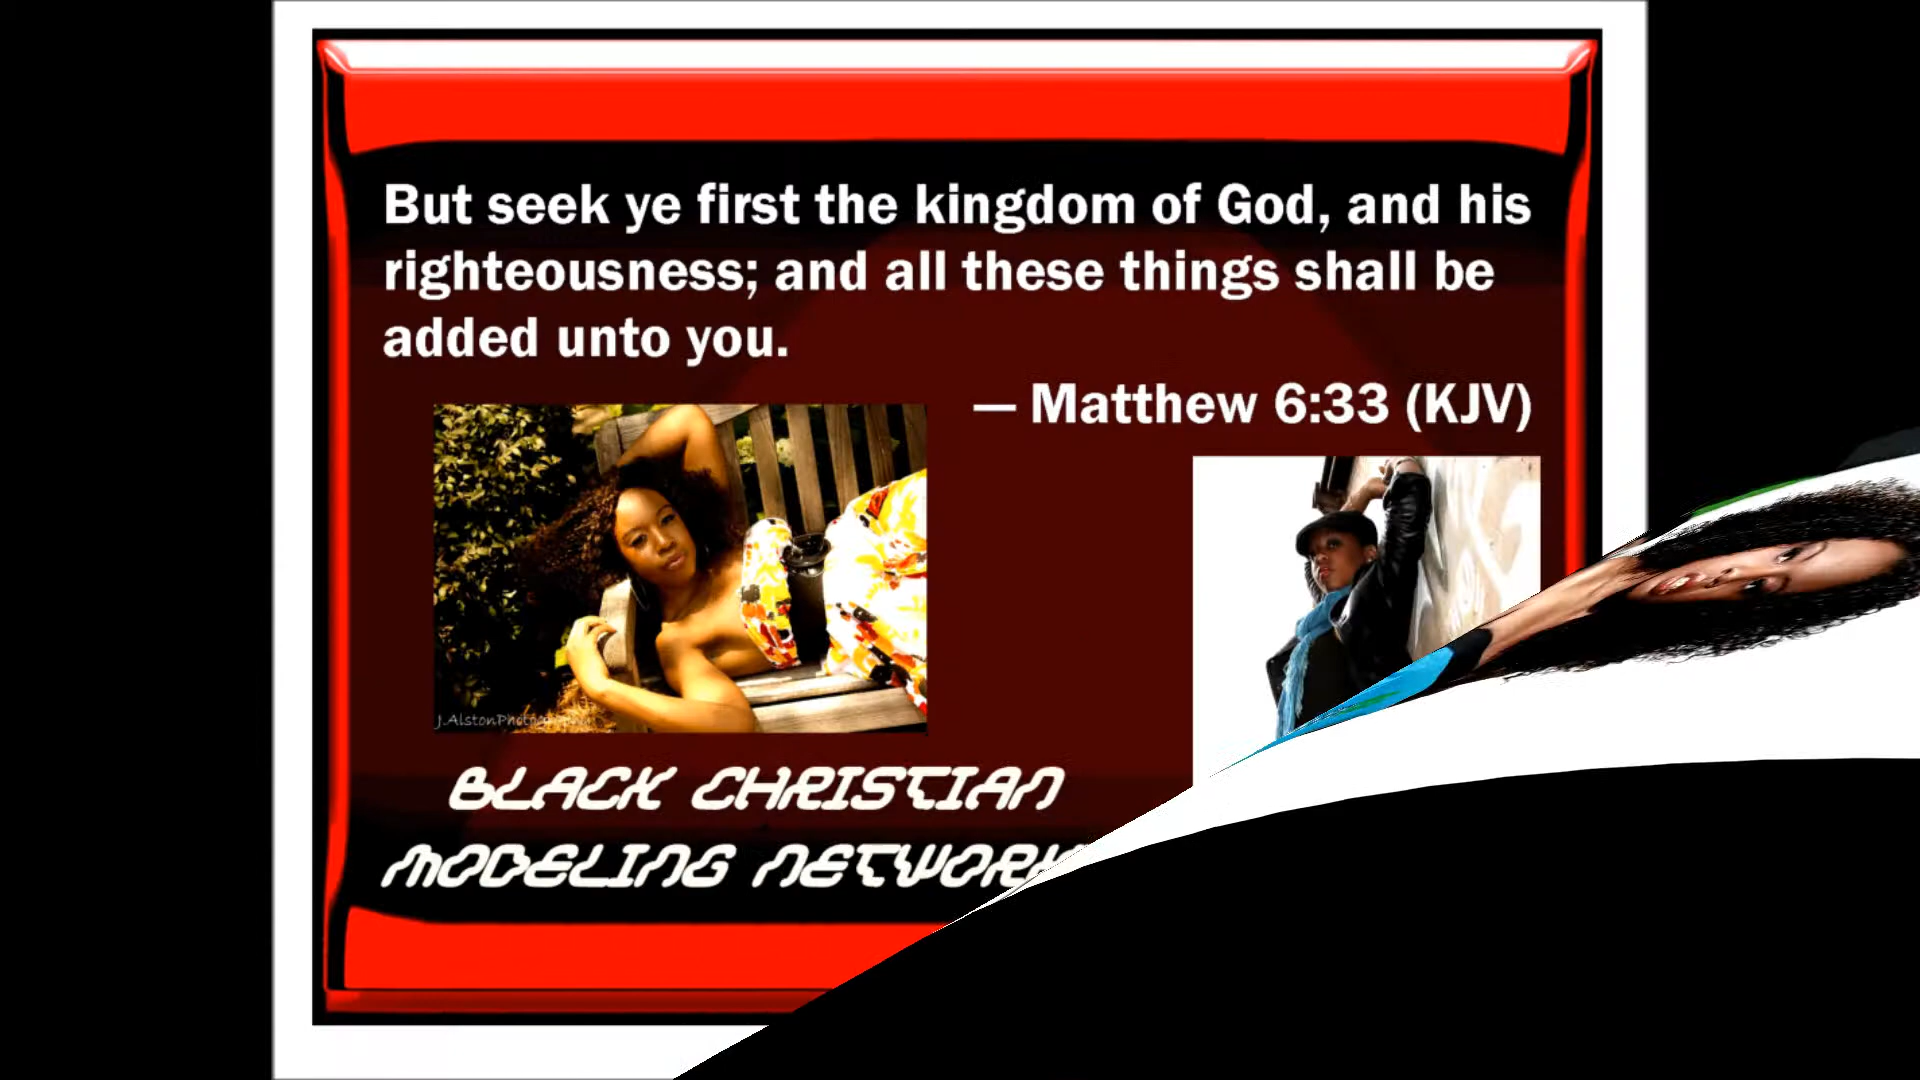 But seek ye first the kingdom of God, and his
righteousness; and all these things shall be
added unto you.
— Matthew 6:33 (KJV)
J.AlstonPhotography
BLACK CHRISTIAN
MODELING NETWORK